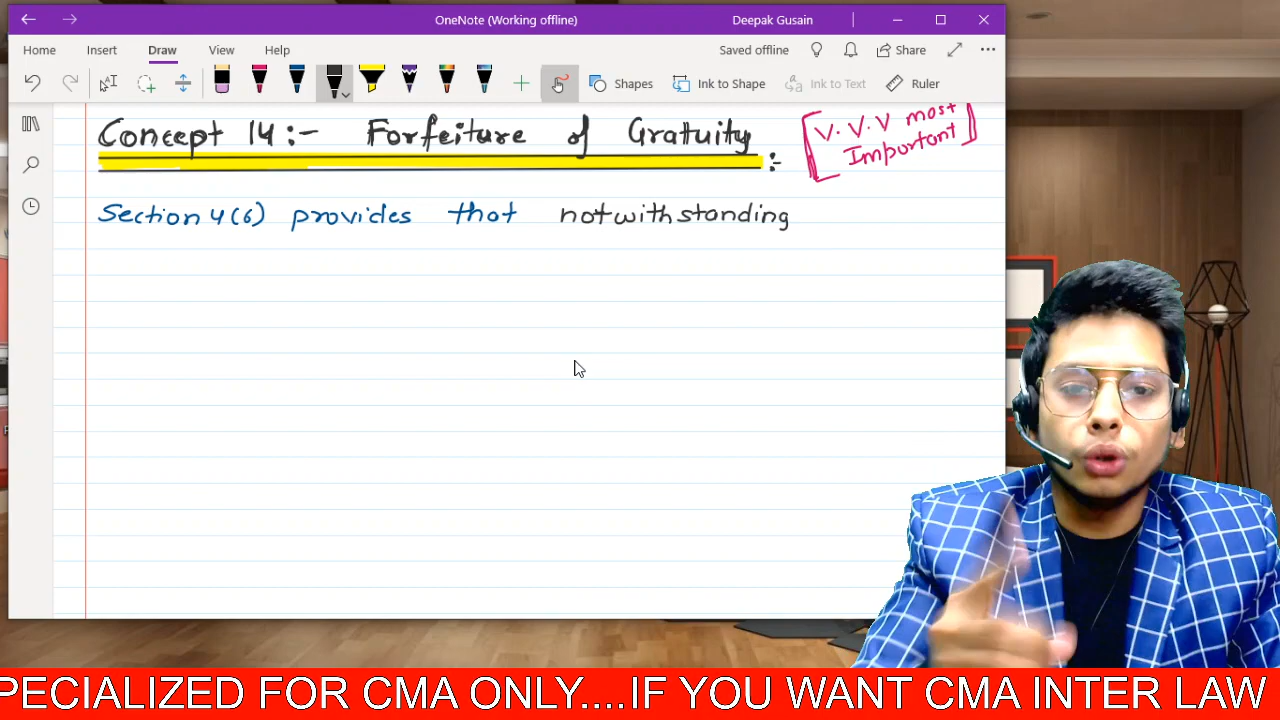 OneNote (Working offline)
Deepak Gusain
Home Insert Draw View Help
Saved offline
Share
Shapes
Ink to Shape
Ink to Text
Ruler
Concept 14:- Forfeiture of Gratuity :-
[V. V. V most
Important]
Section 4(6) provides that notwithstanding
PECIALIZED FOR CMA ONLY....IF YOU WANT CMA INTER LAW